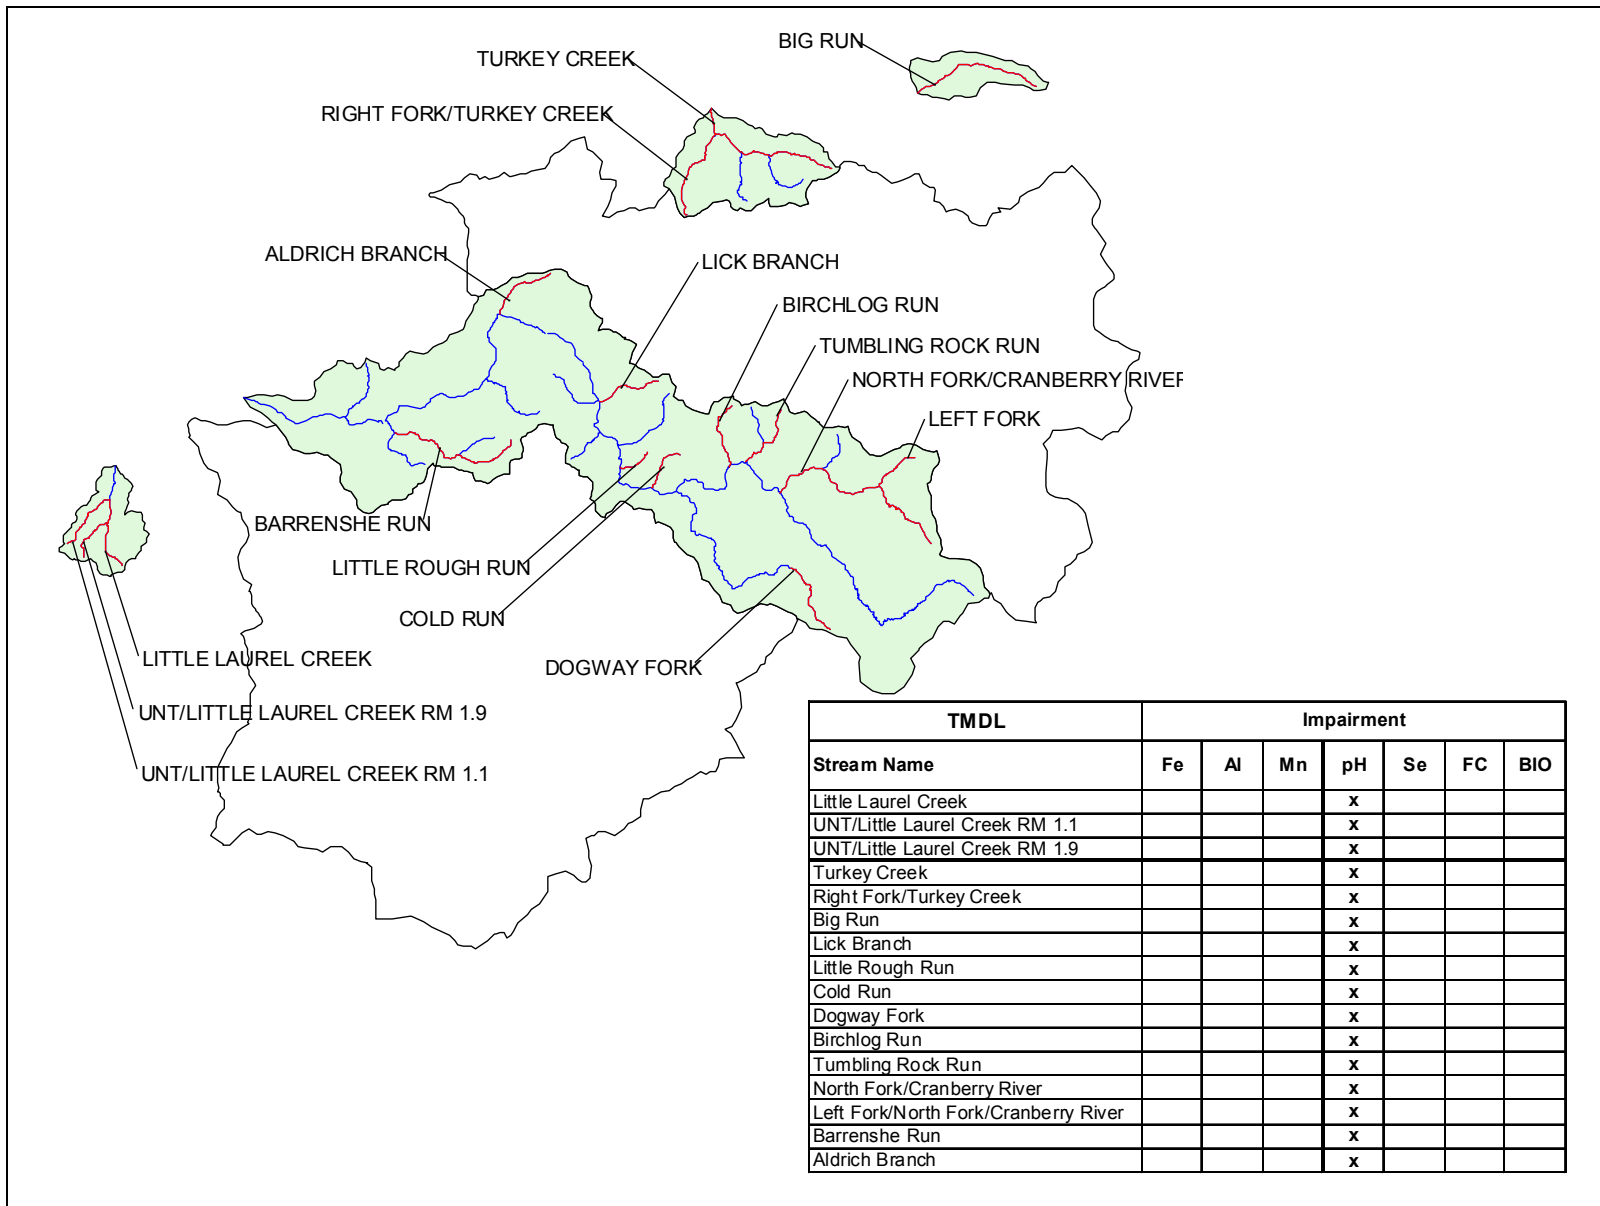 BIG RUN
TURKEY CREEK
RIGHT FORK/TURKEY CREEK
ALDRICH BRANCH
LICK BRANCH
BIRCHLOG RUN
TUMBLING ROCK RUN
NORTH FORK/CRANBERRY RIVER
LEFT FORK
BARRENSHE RUN
LITTLE ROUGH RUN
COLD RUN
LITTLE LAUREL CREEK
DOGWAY FORK
UNT/LITTLE LAUREL CREEK RM 1.9
UNT/LITTLE LAUREL CREEK RM 1.1
TMDL Impairment
Stream Name Fe Al Mn pH Se FC BIO
Little Laurel Creek x
UNT/Little Laurel Creek RM 1.1 x
UNT/Little Laurel Creek RM 1.9 x
Turkey Creek x
Right Fork/Turkey Creek x
Big Run x
Lick Branch x
Little Rough Run x
Cold Run x
Dogway Fork x
Birchlog Run x
Tumbling Rock Run x
North Fork/Cranberry River x
Left Fork/North Fork/Cranberry River x
Barrenshe Run x
Aldrich Branch x